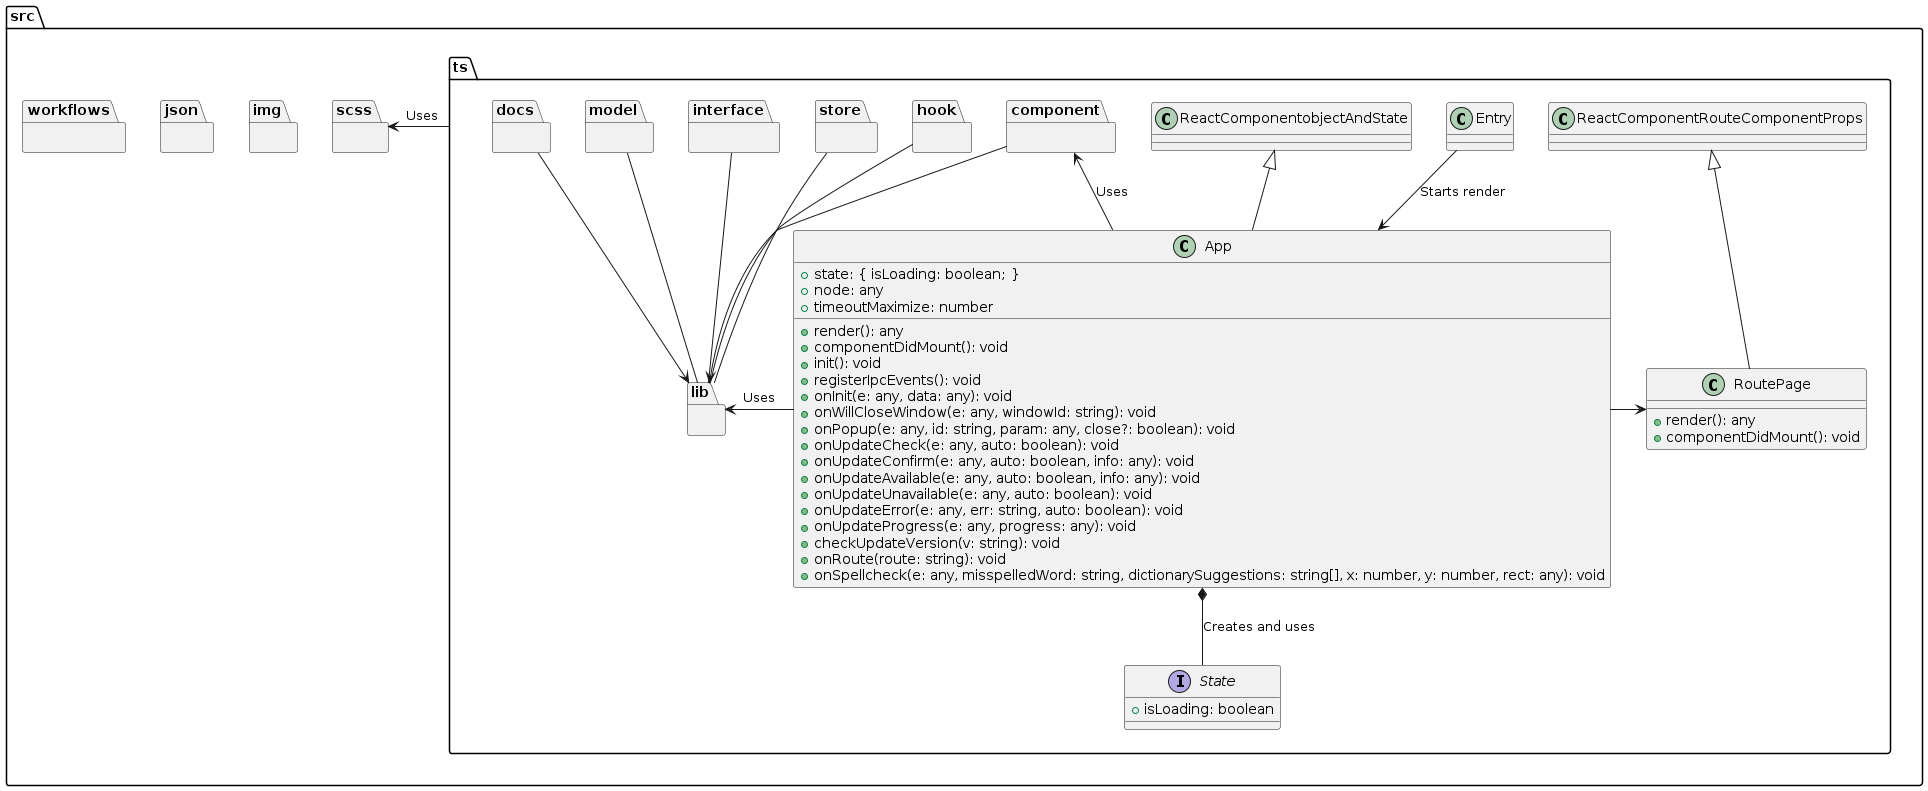 src
ts
workflows
json
img
scss
Uses
docs
model
interface
store
hook
component
C ReactComponentobjectAndState
C Entry
C ReactComponentRouteComponentProps
Uses
Starts render
C App
state: { isLoading: boolean; }
node: any
timeoutMaximize: number
render(): any
componentDidMount(): void
init(): void
registerIpcEvents(): void
onInit(e: any, data: any): void
onWillCloseWindow(e: any, windowId: string): void
onPopup(e: any, id: string, param: any, close?: boolean): void
onUpdateCheck(e: any, auto: boolean): void
onUpdateConfirm(e: any, auto: boolean, info: any): void
onUpdateAvailable(e: any, auto: boolean, info: any): void
onUpdateUnavailable(e: any, auto: boolean): void
onUpdateError(e: any, err: string, auto: boolean): void
onUpdateProgress(e: any, progress: any): void
checkUpdateVersion(v: string): void
onRoute(route: string): void
onSpellcheck(e: any, misspelledWord: string, dictionarySuggestions: string[], x: number, y: number, rect: any): void
lib
Uses
C RoutePage
render(): any
componentDidMount(): void
Creates and uses
I State
isLoading: boolean